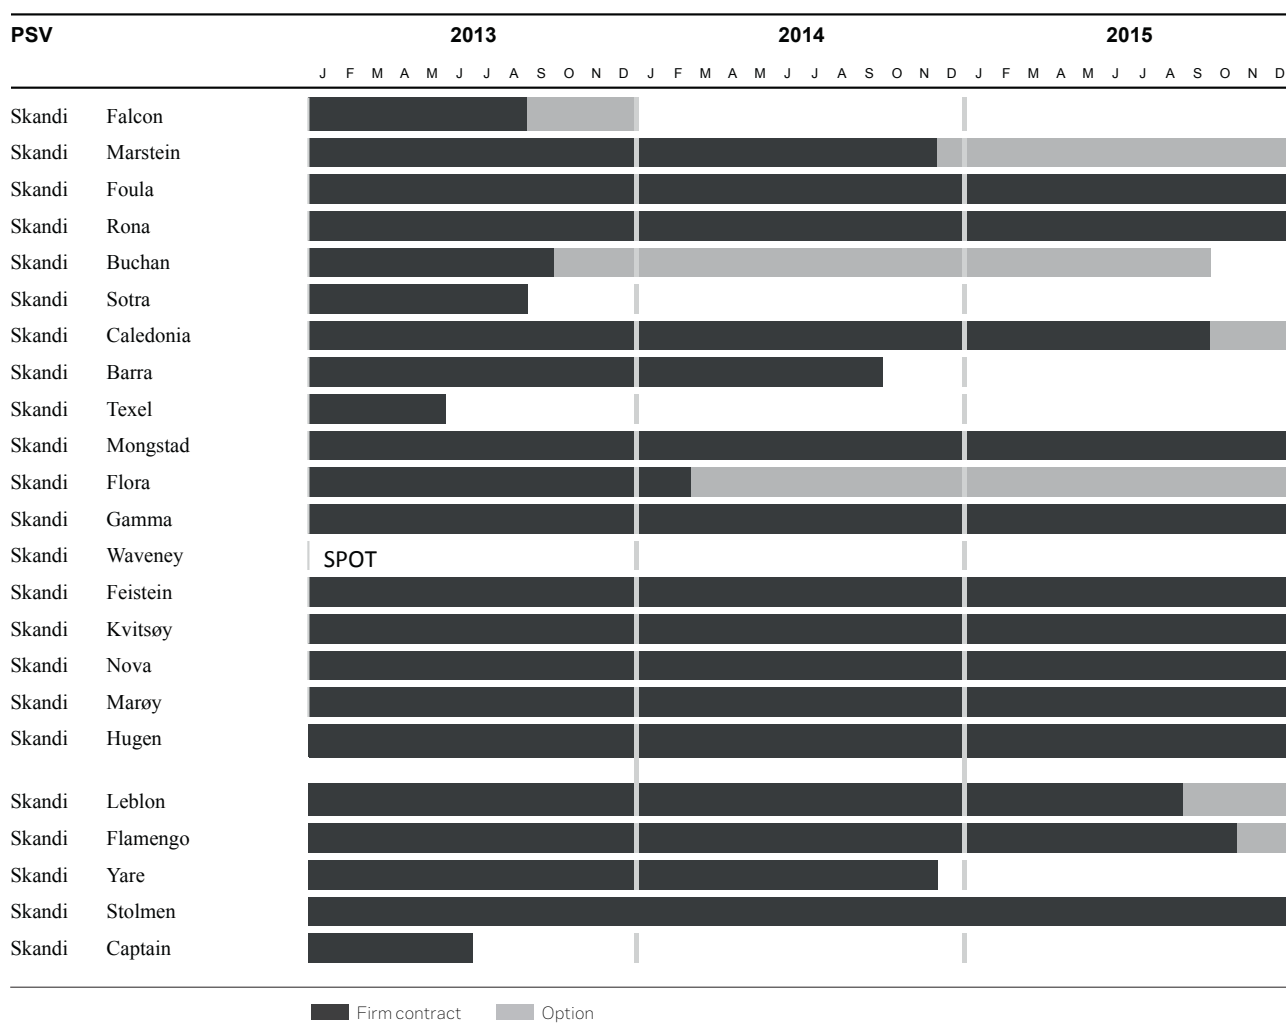 PSV 2013 2014 2015
J F M A M J J A S O N D J F M A M J J A S O N D J F M A M J J A S O N D
Skandi Falcon
Skandi Marstein
Skandi Foula
Skandi Rona
Skandi Buchan
Skandi Sotra
Skandi Caledonia
Skandi Barra
Skandi Texel
Skandi Mongstad
Skandi Flora
Skandi Gamma
Skandi Waveney SPOT
Skandi Feistein
Skandi Kvitsøy
Skandi Nova
Skandi Marøy
Skandi Hugen
Skandi Leblon
Skandi Flamengo
Skandi Yare
Skandi Stolmen
Skandi Captain
Firm contract Option